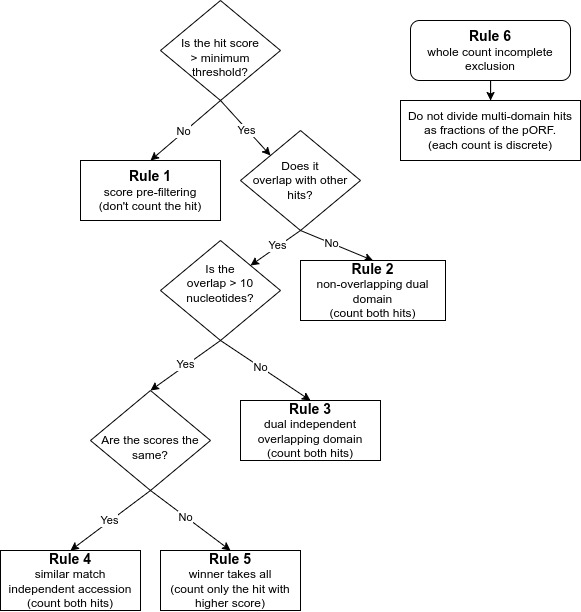 Is the hit score
> minimum
threshold?
Rule 6
whole count incomplete
exclusion
No
Yes
Do not divide multi-domain hits
as fractions of the pORF.
(each count is discrete)
Rule 1
score pre-filtering
(don't count the hit)
Does it
overlap with other
hits?
Yes
No
Is the
overlap > 10
nucleotides?
Rule 2
non-overlapping dual
domain
(count both hits)
Yes
No
Rule 3
dual independent
overlapping domain
(count both hits)
Are the scores the
same?
Yes
No
Rule 4
similar match
independent accession
(count both hits)
Rule 5
winner takes all
(count only the hit with
higher score)